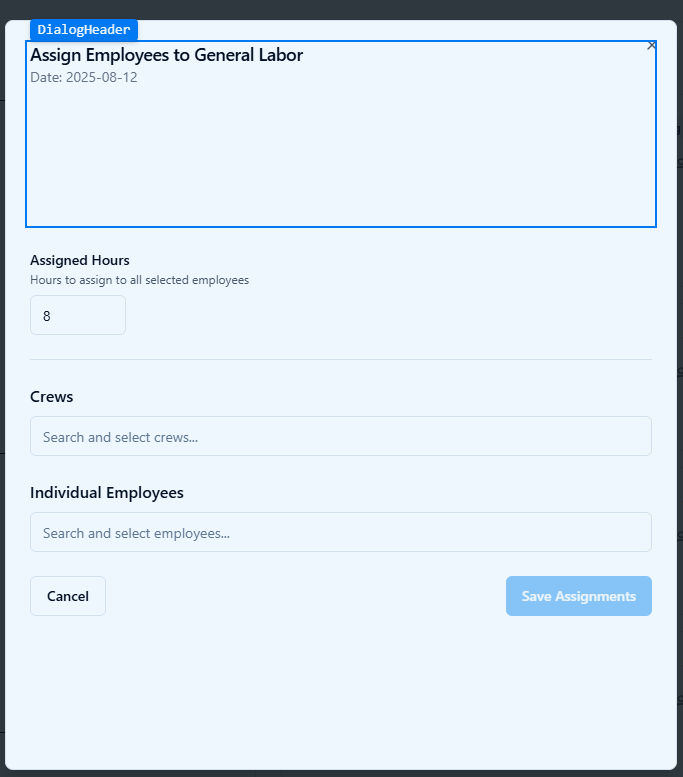 DialogHeader
Assign Employees to General Labor
Date: 2025-08-12
Assigned Hours
Hours to assign to all selected employees
8
Crews
Search and select crews...
Individual Employees
Search and select employees...
Cancel
Save Assignments